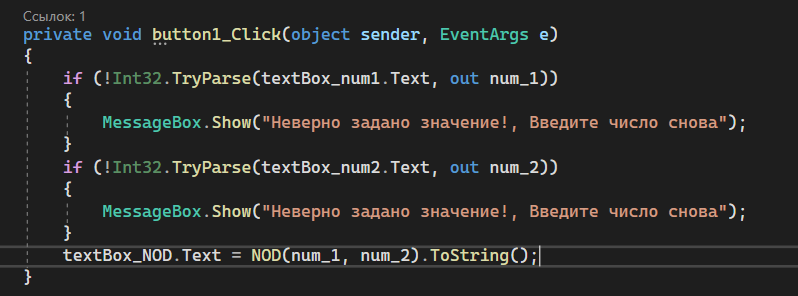 Ссылок: 1
private void button1_Click(object sender, EventArgs e)
{
if (!Int32.TryParse(textBox_num1.Text, out num_1))
{
MessageBox.Show("Неверно задано значение!, Введите число снова");
}
if (!Int32.TryParse(textBox_num2.Text, out num_2))
{
MessageBox.Show("Неверно задано значение!, Введите число снова");
}
textBox_NOD.Text = NOD(num_1, num_2).ToString();
}